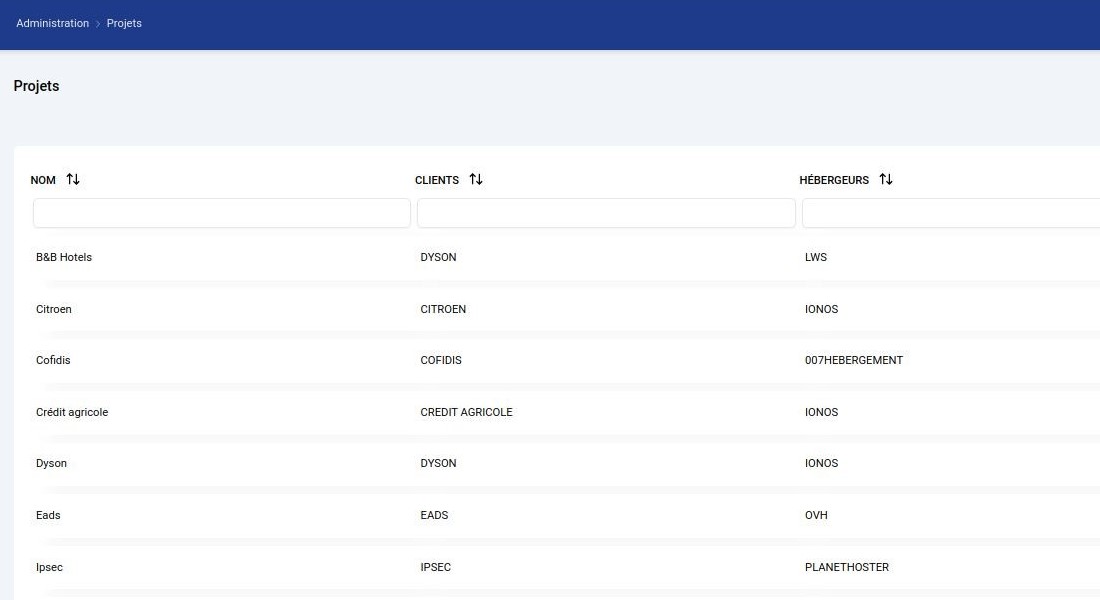 Administration > Projets
Projets
NOM CLIENTS HÉBERGEURS
B&B Hotels DYSON LWS
Citroen CITROEN IONOS
Cofidis COFIDIS 007HEBERGEMENT
Crédit agricole CREDIT AGRICOLE IONOS
Dyson DYSON IONOS
Eads EADS OVH
Ipsec IPSEC PLANETHOSTER